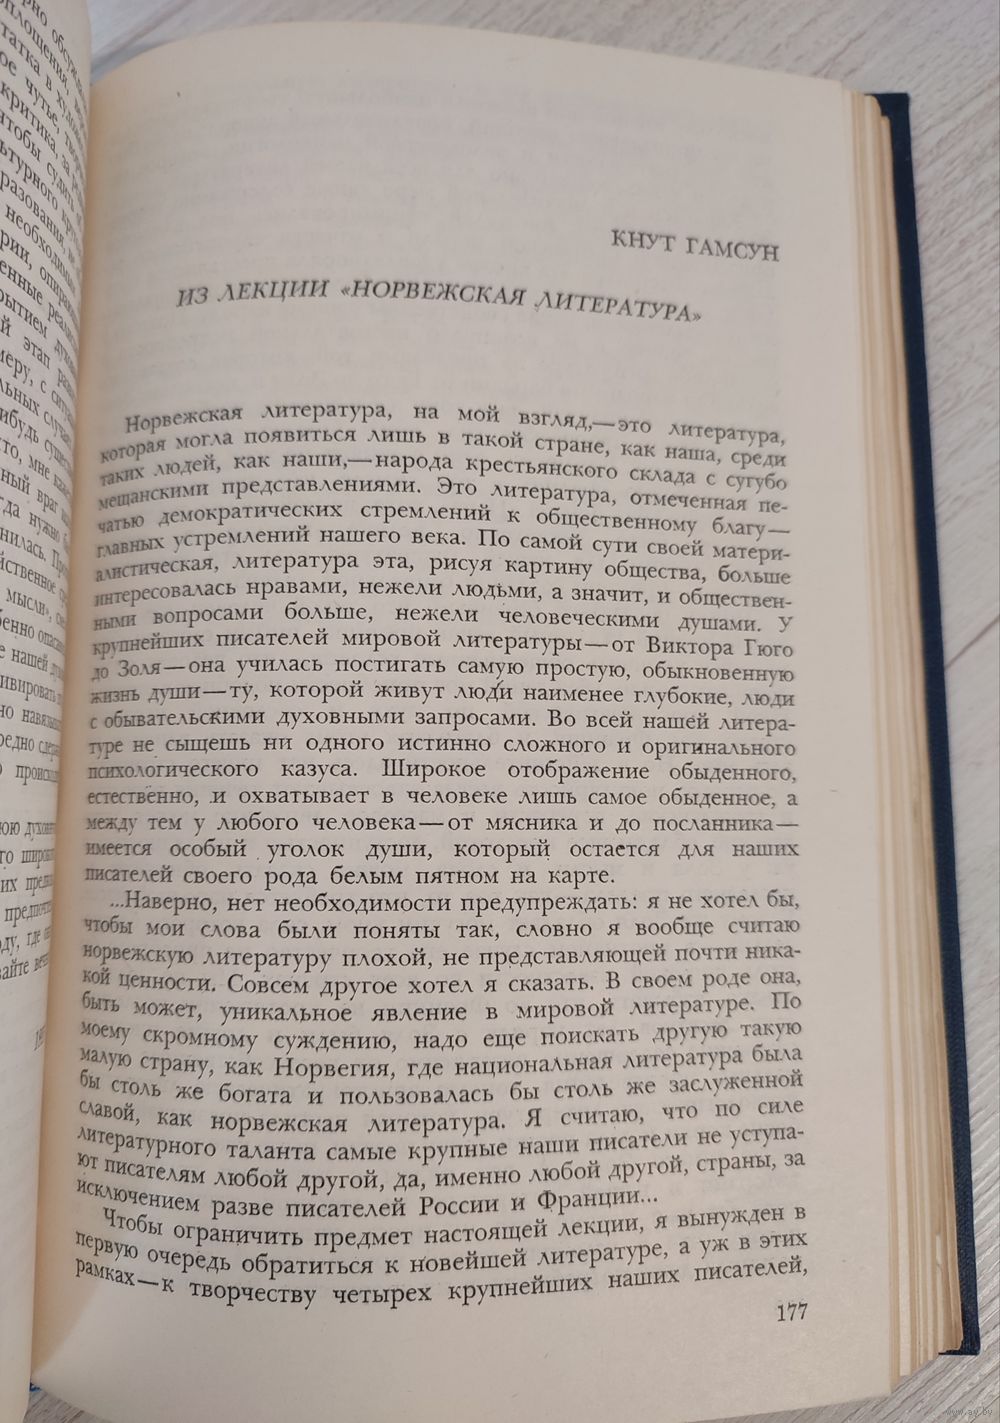 КНУТ ГАМСУН
ИЗ ЛЕКЦИИ «НОРВЕЖСКАЯ ЛИТЕРАТУРА»
Норвежская литература, на мой взгляд,—это литература,
которая могла появиться лишь в такой стране, как наша, среди
таких людей, как наши,—народа крестьянского склада с сугубо
мещанскими представлениями. Это литература, отмеченная пе-
чатью демократических стремлений к общественному благу—
главных устремлений нашего века. По самой сути своей матери-
алистическая, литература эта, рисуя картину общества, больше
интересовалась нравами, нежели людьми, а значит, и обществен-
ными вопросами больше, нежели человеческими душами. У
крупнейших писателей мировой литературы—от Виктора Гюго
до Золя—она училась постигать самую простую, обыкновенную
жизнь души—ту, которой живут люди наименее глубокие, люди
с обывательскими духовными запросами. Во всей нашей литера-
туре не сыщешь ни одного истинно сложного и оригинального
психологического казуса. Широкое отображение обыденного,
естественно, и охватывает в человеке лишь самое обыденное, а
между тем у любого человека—от мясника и до посланника—
имеется особый уголок души, который остается для наших
писателей своего рода белым пятном на карте.
...Наверно, нет необходимости предупреждать: я не хотел бы,
чтобы мои слова были поняты так, словно я вообще считаю
норвежскую литературу плохой, не представляющей почти ника-
кой ценности. Совсем другое хотел я сказать. В своем роде она,
быть может, уникальное явление в мировой литературе. По
моему скромному суждению, надо еще поискать другую такую
малую страну, как Норвегия, где национальная литература была
бы столь же богата и пользовалась бы столь же заслуженной
славой, как норвежская литература. Я считаю, что по силе
литературного таланта самые крупные наши писатели не уступа-
ют писателям любой другой, да, именно любой другой, страны, за
исключением разве писателей России и Франции...
Чтобы ограничить предмет настоящей лекции, я вынужден в
первую очередь обратиться к новейшей литературе, а уж в этих
рамках—к творчеству четырех крупнейших наших писателей,
177
www.ay.by